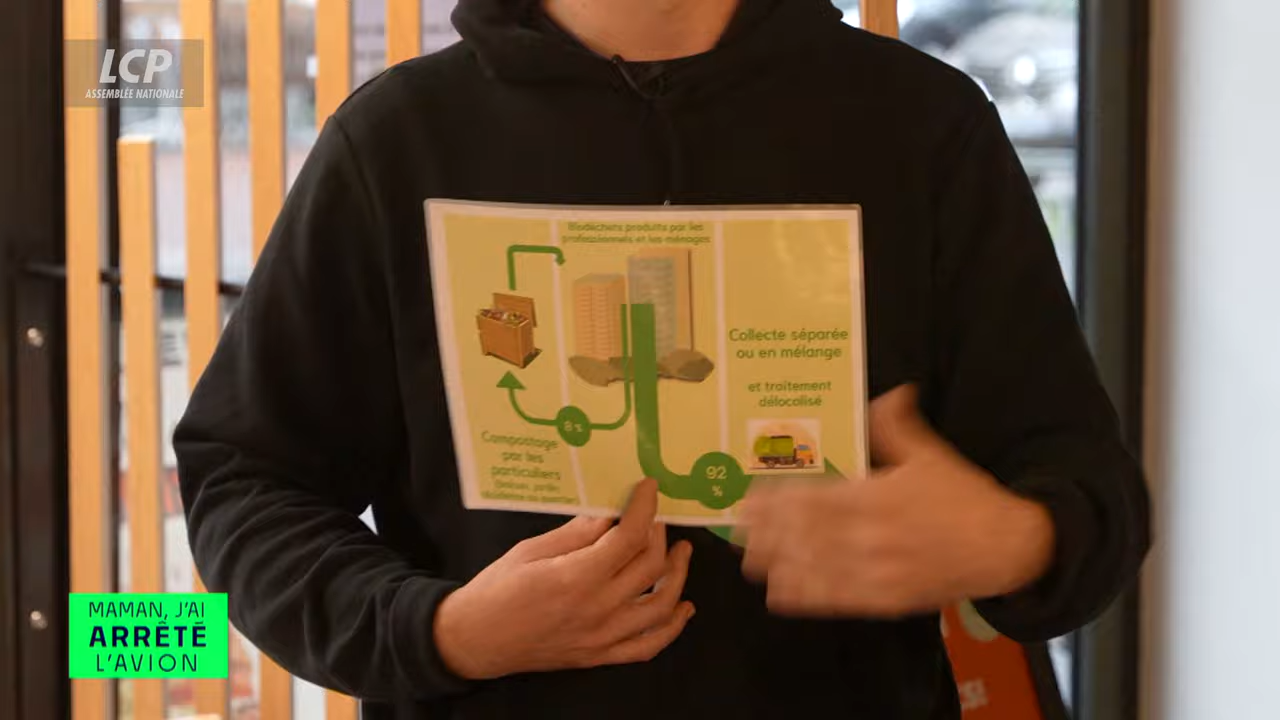 LCP
ASSEMBLÉE NATIONALE
Biodéchets produits par les
professionnels et les ménages
Collecte séparée
ou en mélange
et traitement
délocalisé
8 %
Compostage
par les
particuliers
92
%
MAMAN, J'AI
ARRÊTÉ
L'AVION